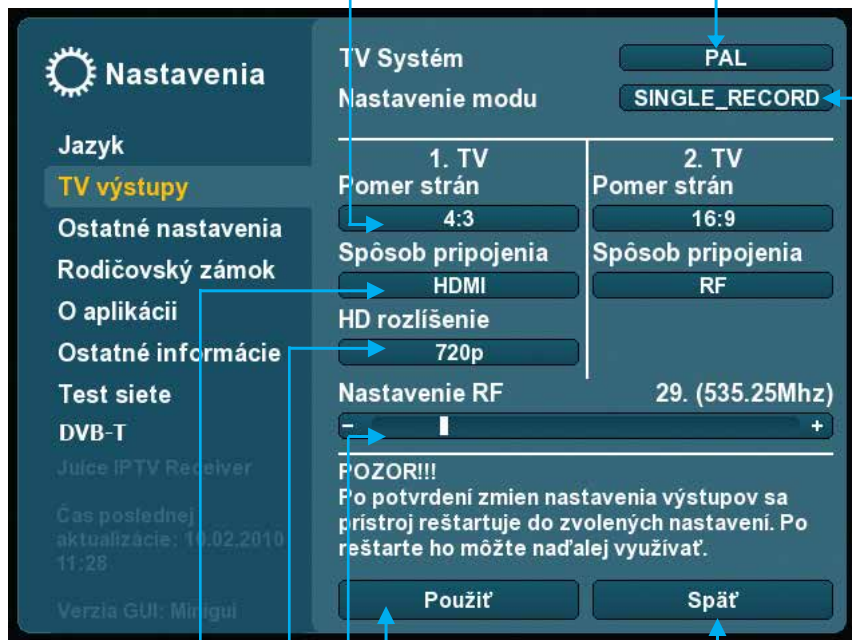 Nastavenia
Jazyk
TV výstupy
Ostatné nastavenia
Rodičovský zámok
O aplikácii
Ostatné informácie
Test siete
DVB-T
Juice IPTV Receiver
Čas poslednej
aktualizácie: 10.02.2010
11:28
Verzia GUI: Minigui
TV Systém PAL
Nastavenie modu SINGLE_RECORD
1. TV 2. TV
Pomer strán Pomer strán
4:3 16:9
Spôsob pripojenia Spôsob pripojenia
HDMI RF
HD rozlíšenie
720p
Nastavenie RF 29. (535.25Mhz)
- +
POZOR!!!
Po potvrdení zmien nastavenia výstupov sa
prístroj reštartuje do zvolených nastavení. Po
reštarte ho môžte naďalej využívať.
Použiť Späť